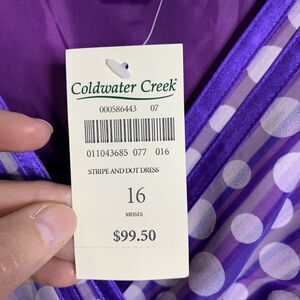 Coldwater Creek®
000586443 07
011043685 077 016
STRIPE AND DOT DRESS
16
MISSES
$99.50